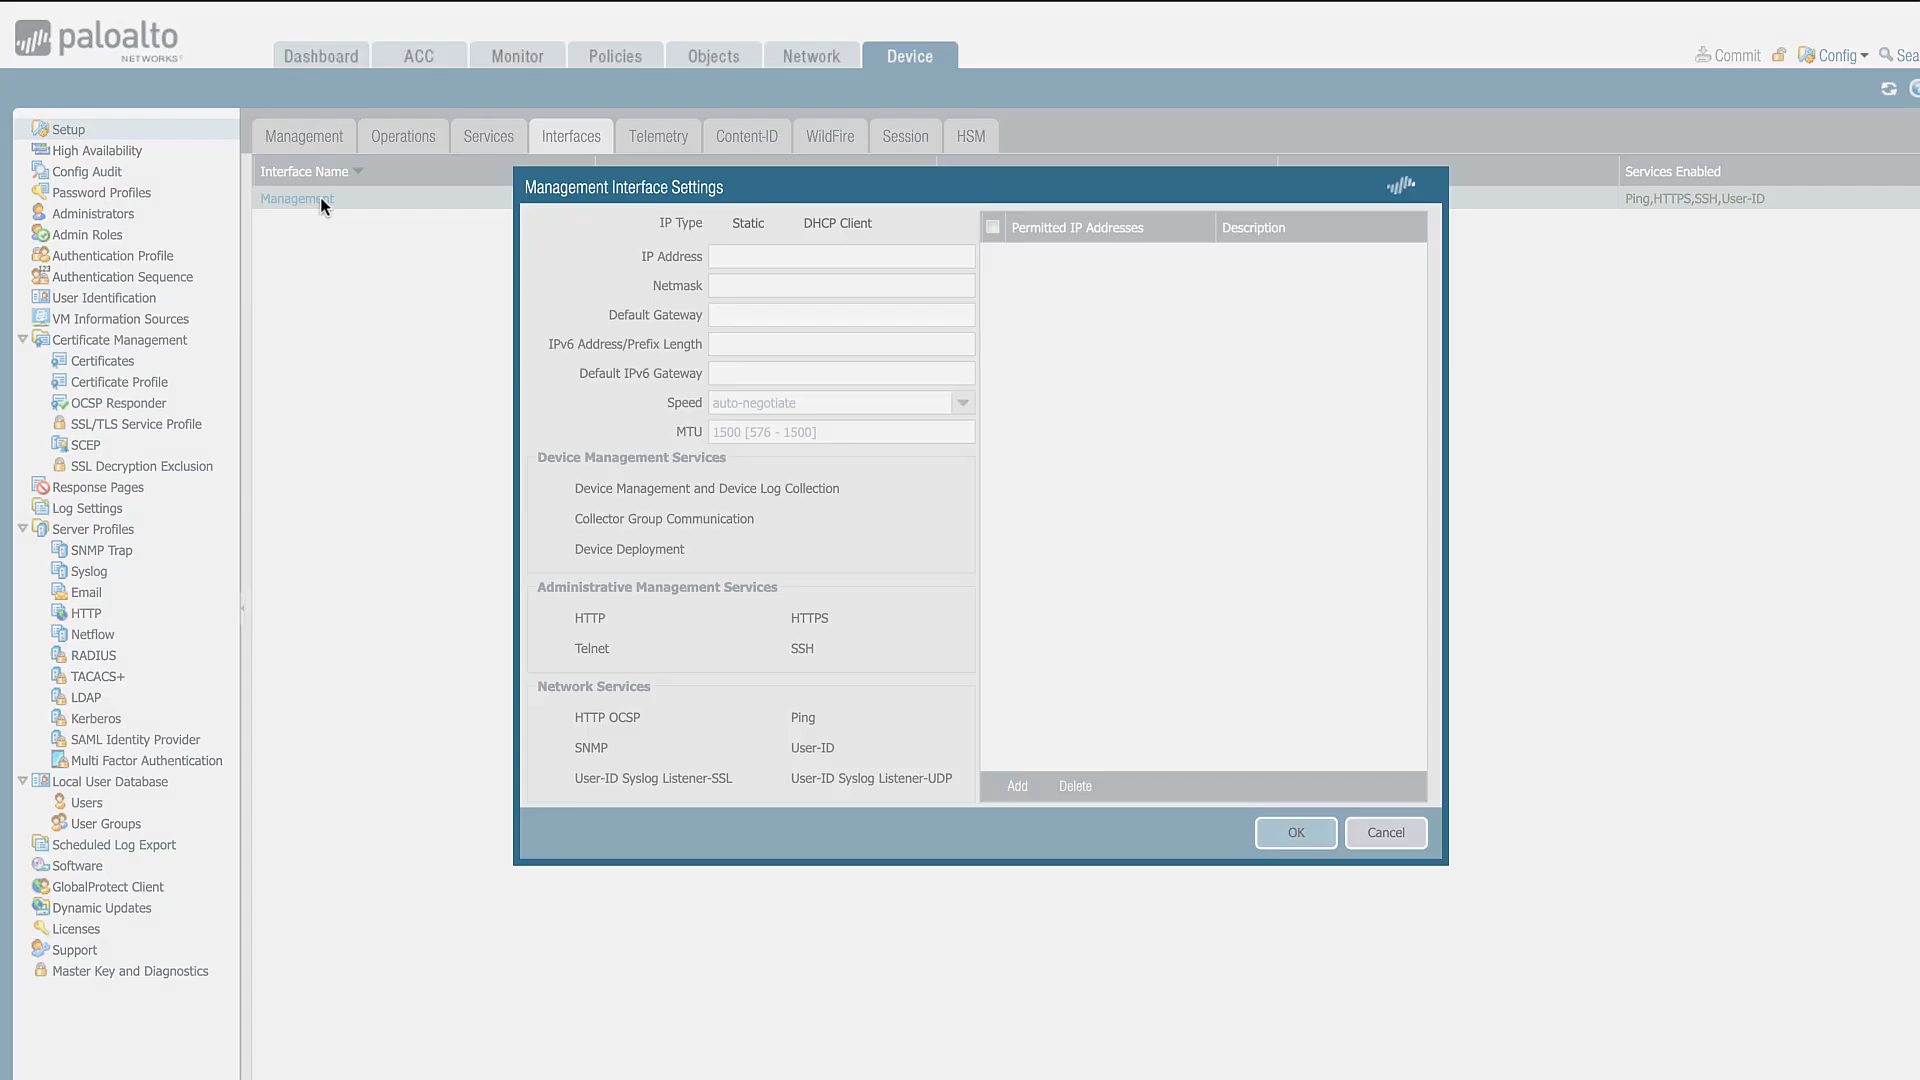 paloalto
NETWORKS
Dashboard
ACC
Monitor
Policies
Objects
Network
Device
Commit
Config
Sea
Setup
High Availability
Config Audit
Password Profiles
Administrators
Admin Roles
Authentication Profile
Authentication Sequence
User Identification
VM Information Sources
Certificate Management
Certificates
Certificate Profile
OCSP Responder
SSL/TLS Service Profile
SCEP
SSL Decryption Exclusion
Response Pages
Log Settings
Server Profiles
SNMP Trap
Syslog
Email
HTTP
Netflow
RADIUS
TACACS+
LDAP
Kerberos
SAML Identity Provider
Multi Factor Authentication
Local User Database
Users
User Groups
Scheduled Log Export
Software
GlobalProtect Client
Dynamic Updates
Licenses
Support
Master Key and Diagnostics
Management
Operations
Services
Interfaces
Telemetry
Content-ID
WildFire
Session
HSM
Interface Name
Services Enabled
Management
Ping,HTTPS,SSH,User-ID
Management Interface Settings
IP Type
Static
DHCP Client
IP Address
Netmask
Default Gateway
IPv6 Address/Prefix Length
Default IPv6 Gateway
Speed
auto-negotiate
MTU
1500 [576 - 1500]
Device Management Services
Device Management and Device Log Collection
Collector Group Communication
Device Deployment
Administrative Management Services
HTTP
HTTPS
Telnet
SSH
Network Services
HTTP OCSP
Ping
SNMP
User-ID
User-ID Syslog Listener-SSL
User-ID Syslog Listener-UDP
Permitted IP Addresses
Description
Add
Delete
OK
Cancel